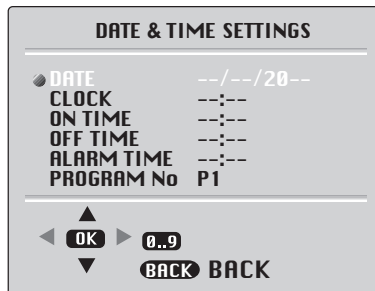 DATE & TIME SETTINGS
DATE --/--/20--
CLOCK --:--
ON TIME --:--
OFF TIME --:--
ALARM TIME --:--
PROGRAM No P1
OK 0..9
BACK BACK